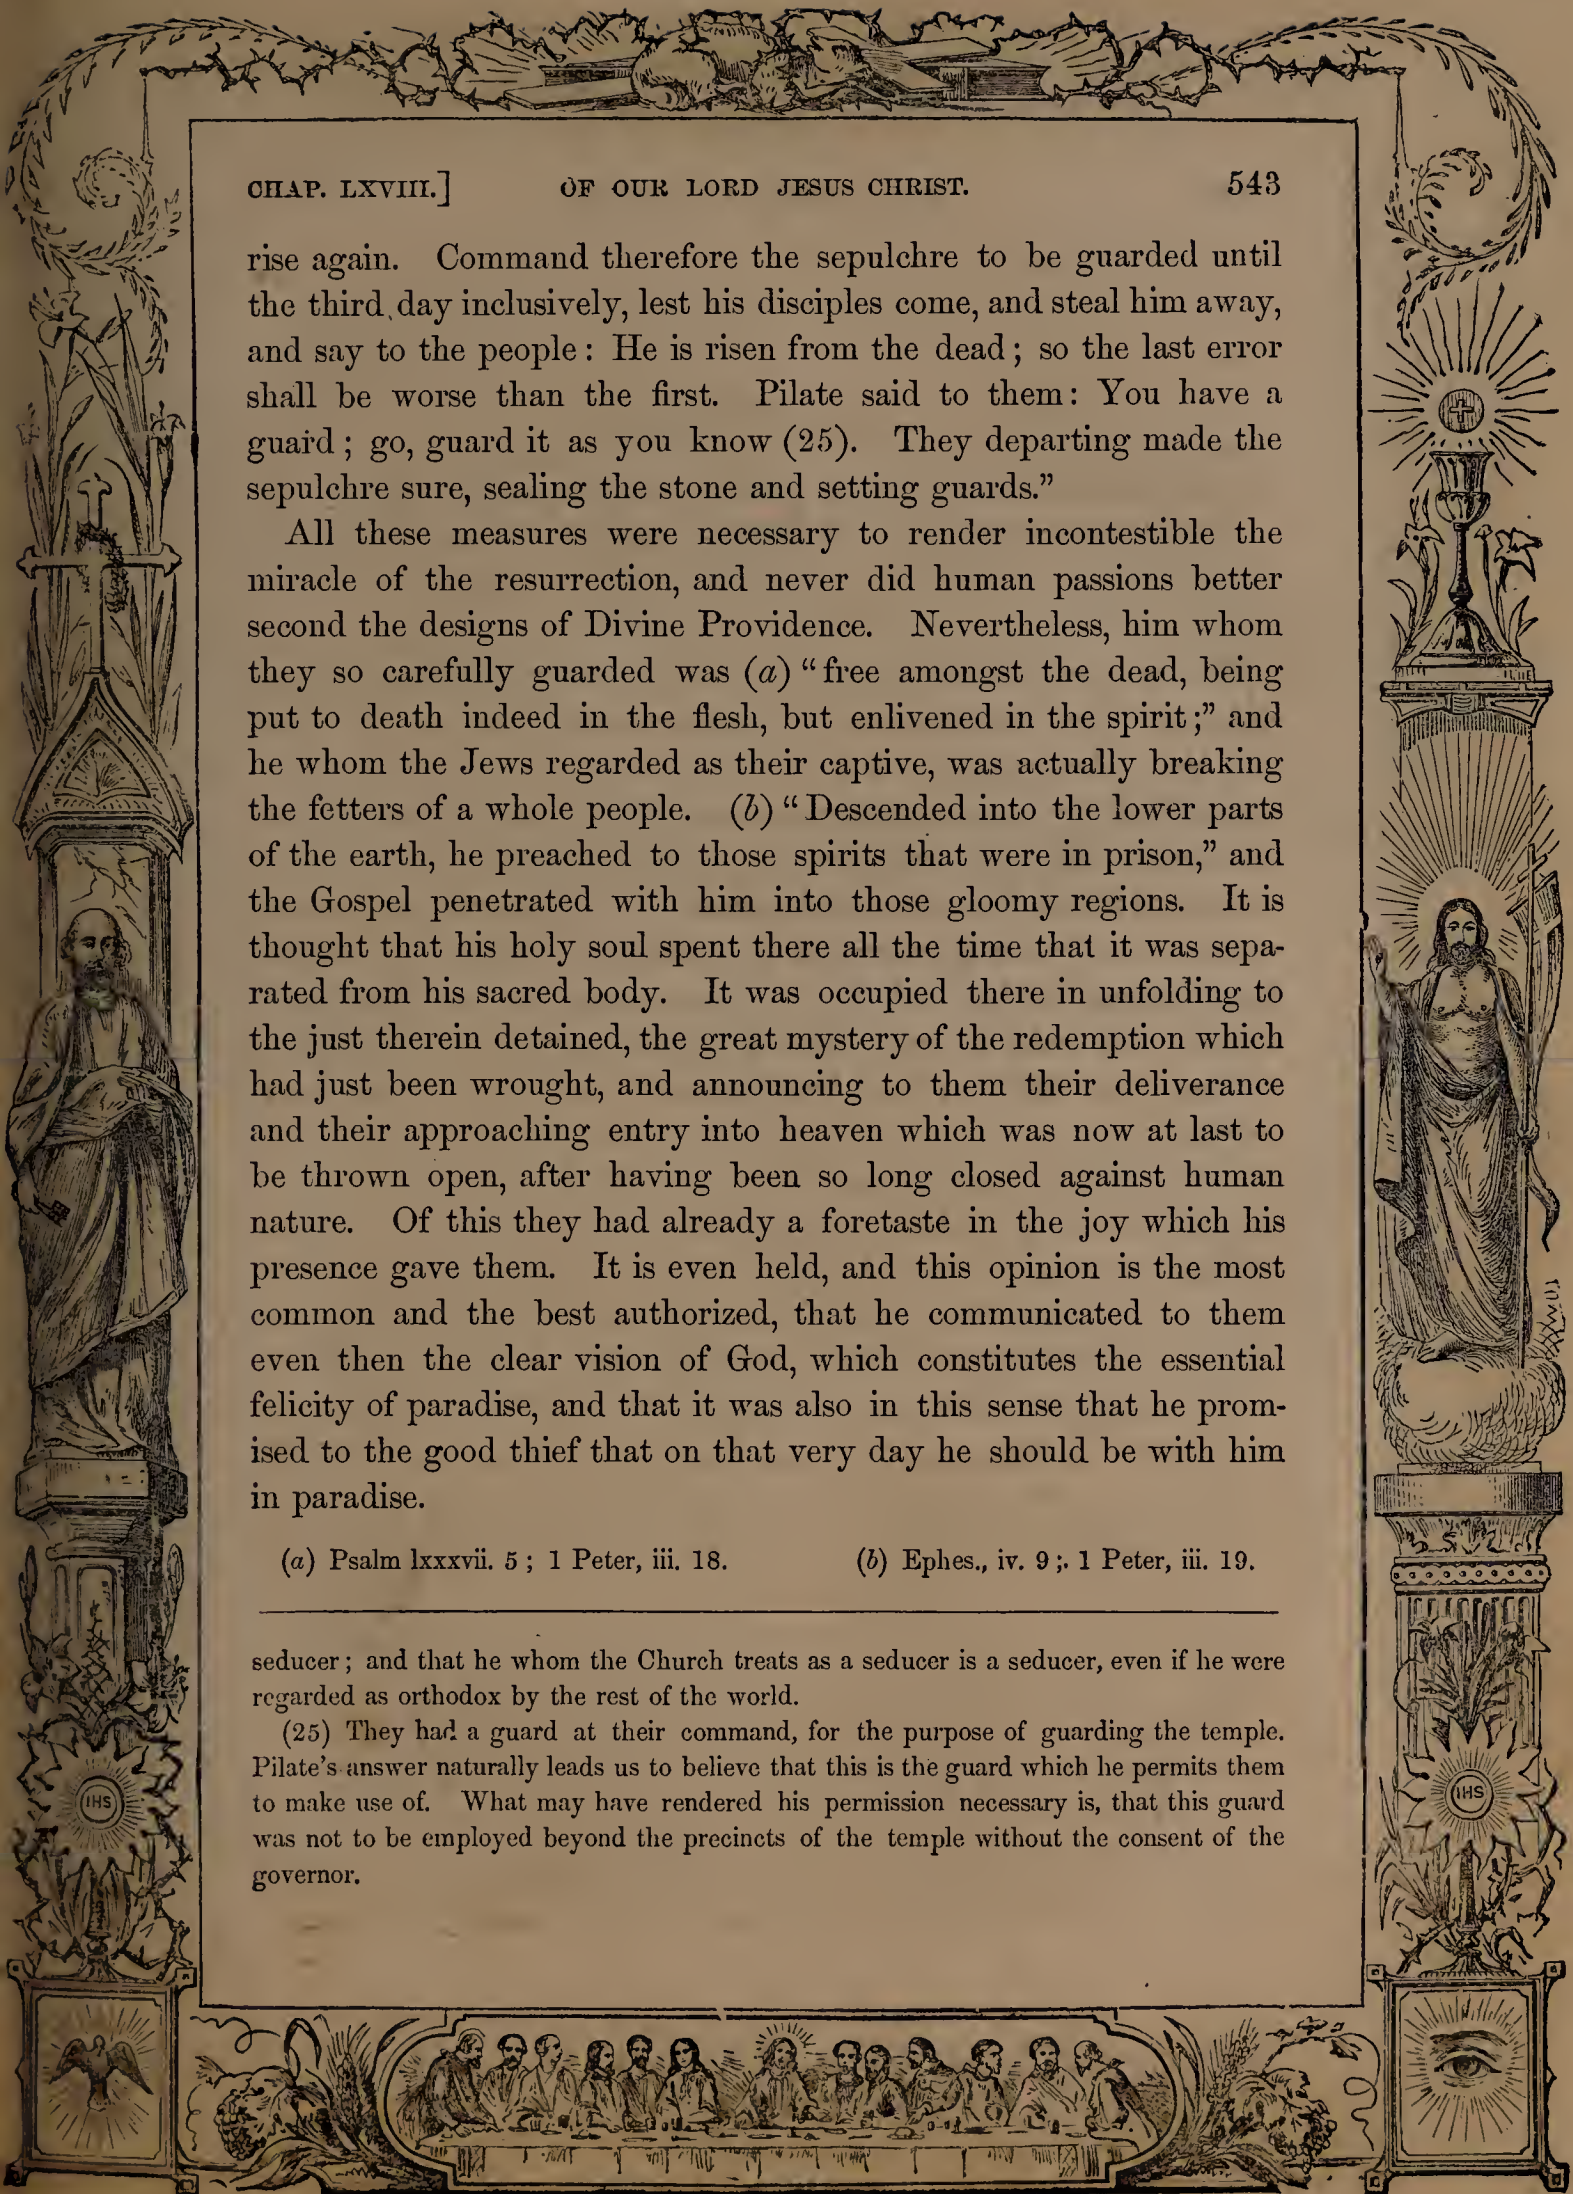 CHAP. LXVIII.] OF OUR LORD JESUS CHRIST. 543
rise again. Command therefore the sepulchre to be guarded until
the third day inclusively, lest his disciples come, and steal him away,
and say to the people: He is risen from the dead; so the last error
shall be worse than the first. Pilate said to them: You have a
guard; go, guard it as you know (25). They departing made the
sepulchre sure, sealing the stone and setting guards.”
All these measures were necessary to render incontestible the
miracle of the resurrection, and never did human passions better
second the designs of Divine Providence. Nevertheless, him whom
they so carefully guarded was (a) “free amongst the dead, being
put to death indeed in the flesh, but enlivened in the spirit;” and
he whom the Jews regarded as their captive, was actually breaking
the fetters of a whole people. (b) “Descended into the lower parts
of the earth, he preached to those spirits that were in prison,” and
the Gospel penetrated with him into those gloomy regions. It is
thought that his holy soul spent there all the time that it was sepa-
rated from his sacred body. It was occupied there in unfolding to
the just therein detained, the great mystery of the redemption which
had just been wrought, and announcing to them their deliverance
and their approaching entry into heaven which was now at last to
be thrown open, after having been so long closed against human
nature. Of this they had already a foretaste in the joy which his
presence gave them. It is even held, and this opinion is the most
common and the best authorized, that he communicated to them
even then the clear vision of God, which constitutes the essential
felicity of paradise, and that it was also in this sense that he prom-
ised to the good thief that on that very day he should be with him
in paradise.
(a) Psalm lxxxvii. 5; 1 Peter, iii. 18. (b) Ephes., iv. 9;. 1 Peter, iii. 19.
seducer; and that he whom the Church treats as a seducer is a seducer, even if he were
regarded as orthodox by the rest of the world.
(25) They had a guard at their command, for the purpose of guarding the temple.
Pilate’s answer naturally leads us to believe that this is the guard which he permits them
to make use of. What may have rendered his permission necessary is, that this guard
was not to be employed beyond the precincts of the temple without the consent of the
governor.
IHS
IHS